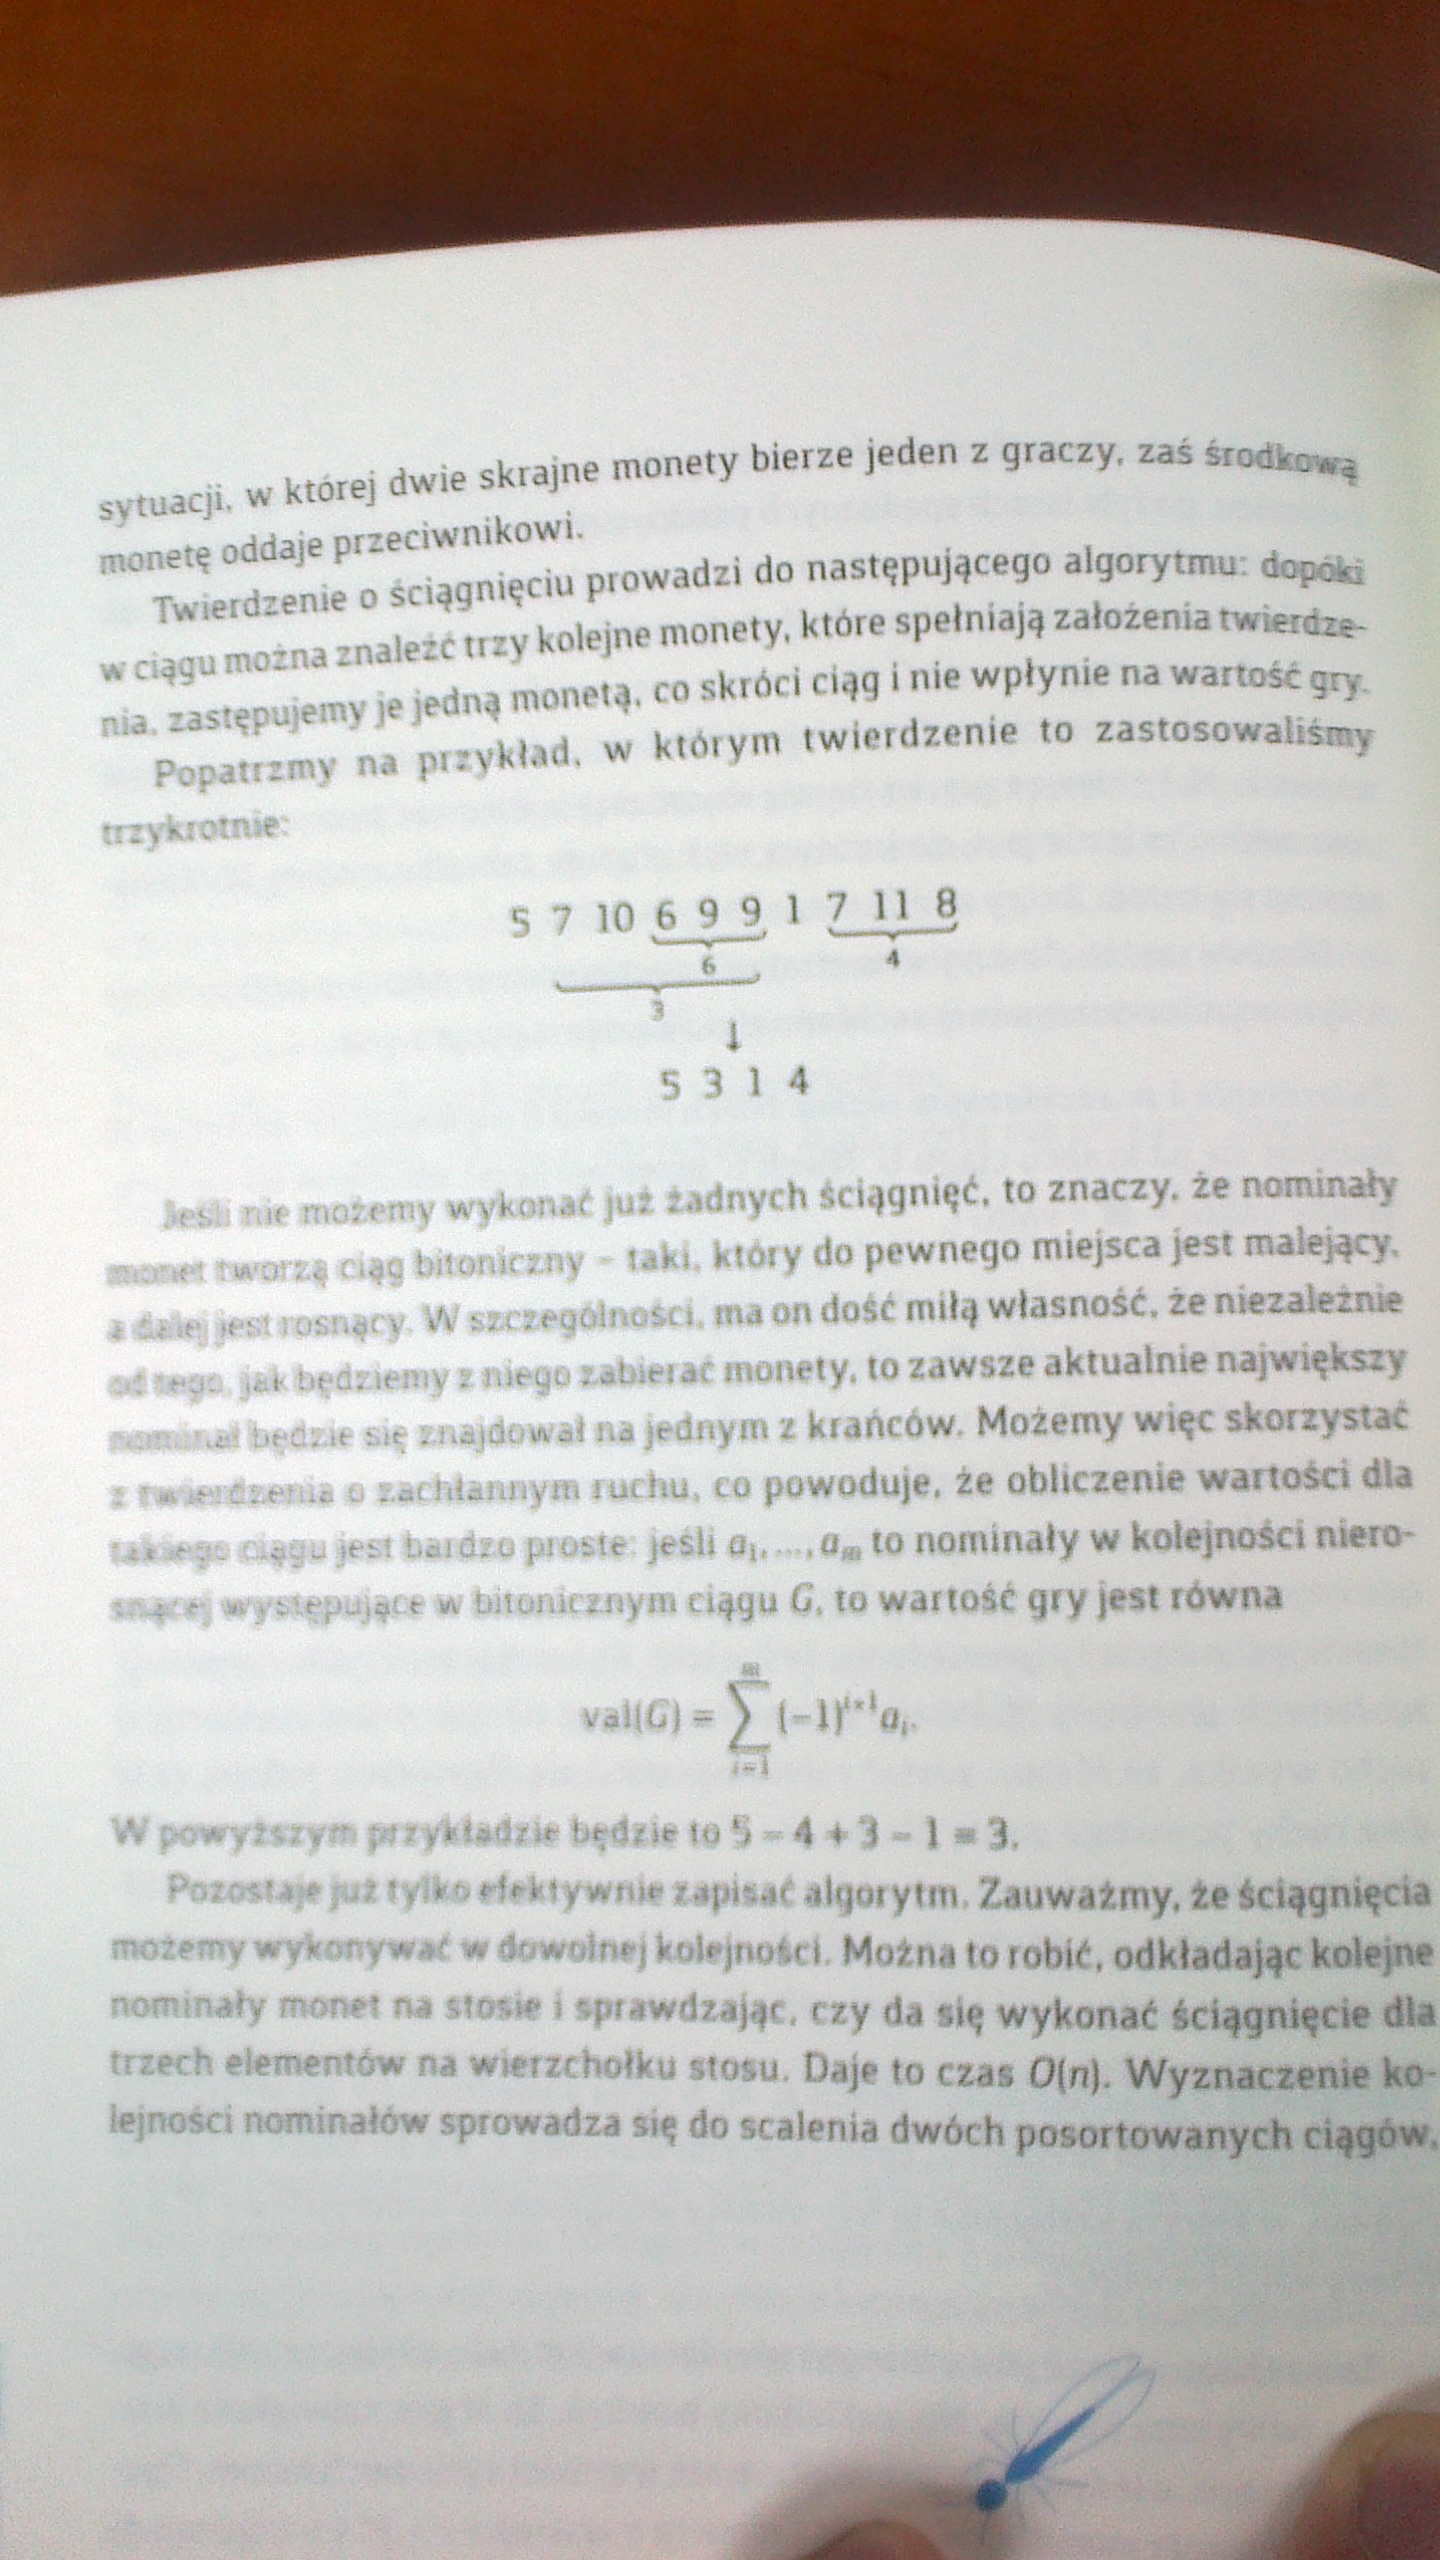 sytuacji, w której dwie skrajne monety bierze jeden z graczy, zaś środkową
monetę oddaje przeciwnikowi.
Twierdzenie o ściągnięciu prowadzi do następującego algorytmu: dopóki
w ciągu można znaleźć trzy kolejne monety, które spełniają założenia twierdze-
nia, zastępujemy je jedną monetą, co skróci ciąg i nie wpłynie na wartość gry.
Popatrzmy na przykład, w którym twierdzenie to zastosowaliśmy
trzykrotnie:
5 7 10 6 9 9 1 7 11 8
6 4
3
↓
5 3 1 4
Jeśli nie możemy wykonać już żadnych ściągnięć, to znaczy, że nominały
monet tworzą ciąg bitoniczny – taki, który do pewnego miejsca jest malejący,
a dalej jest rosnący. W szczególności, ma on dość miłą własność, że niezależnie
od tego, jak będziemy z niego zabierać monety, to zawsze aktualnie największy
nominał będzie się znajdował na jednym z krańców. Możemy więc skorzystać
z twierdzenia o zachłannym ruchu, co powoduje, że obliczenie wartości dla
takiego ciągu jest bardzo proste: jeśli a₁, ..., aₘ to nominały w kolejności niero-
snącej występujące w bitonicznym ciągu G, to wartość gry jest równa
val(G) = ∑_{i=1}^{m} (−1)^{i+1} a_i.
W powyższym przykładzie będzie to 5 − 4 + 3 − 1 = 3.
Pozostaje już tylko efektywnie zapisać algorytm. Zauważmy, że ściągnięcia
możemy wykonywać w dowolnej kolejności. Można to robić, odkładając kolejne
nominały monet na stosie i sprawdzając, czy da się wykonać ściągnięcie dla
trzech elementów na wierzchołku stosu. Daje to czas O(n). Wyznaczenie ko-
lejności nominałów sprowadza się do scalenia dwóch posortowanych ciągów,